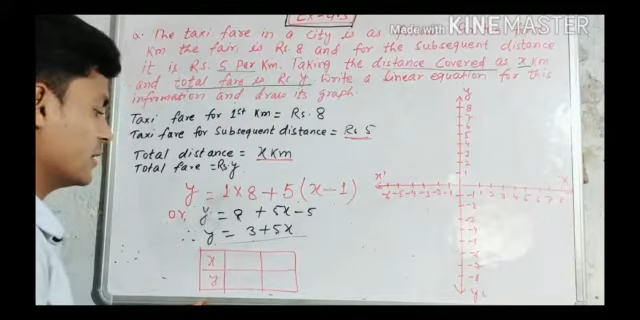 Ex-4.3
Made with KINEMASTER
Q. The taxi fare in a city is as
Km the fair is Rs. 8 and for the subsequent distance
it is Rs. 5 per Km. Taking the distance covered as x Km
and total fare is Rs y. Write a linear equation for this
information and draw its graph.
Taxi fare for 1st Km = Rs. 8
Taxi fare for Subsequent distance = Rs 5
Total distance = x Km
Total fare = Rs. y
y = 1×8 + 5 (x-1)
or, y = 8 + 5x - 5
∴ y = 3 + 5x
x
y